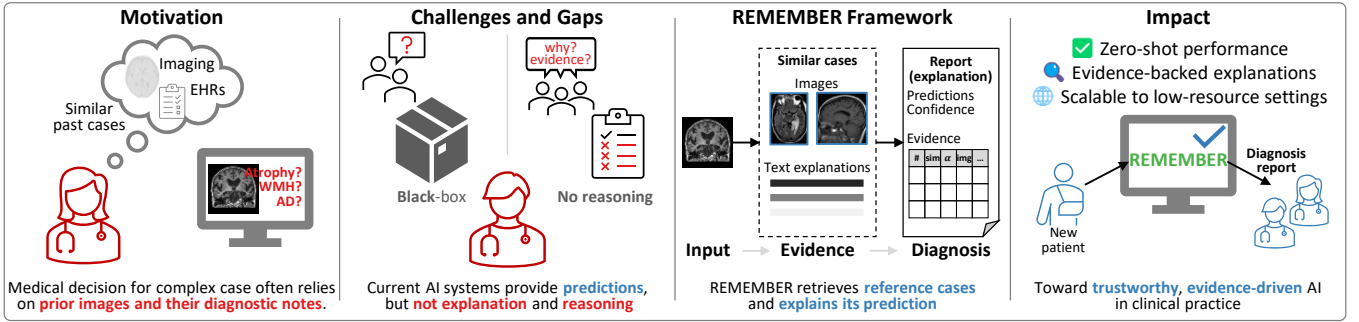 Motivation
Imaging
EHRs
Similar
past cases
Atrophy?
WMH?
AD?
Medical decision for complex case often relies
on prior images and their diagnostic notes.
Challenges and Gaps
?
why?
evidence?
Black-box
No reasoning
Current AI systems provide predictions,
but not explanation and reasoning
REMEMBER Framework
Similar cases
Images
Text explanations
Report
(explanation)
Predictions
Confidence
Evidence
# sim α img ...
Input Evidence Diagnosis
REMEMBER retrieves reference cases
and explains its prediction
Impact
Zero-shot performance
Evidence-backed explanations
Scalable to low-resource settings
REMEMBER
Diagnosis
report
New
patient
Toward trustworthy, evidence-driven AI
in clinical practice